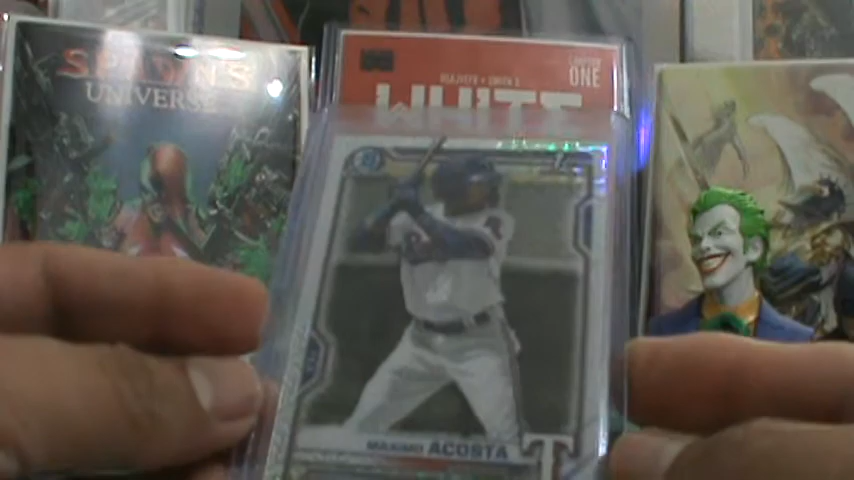 SPAWN'S
UNIVERSE
ONE
WHITE
MAXIMO ACOSTA
T